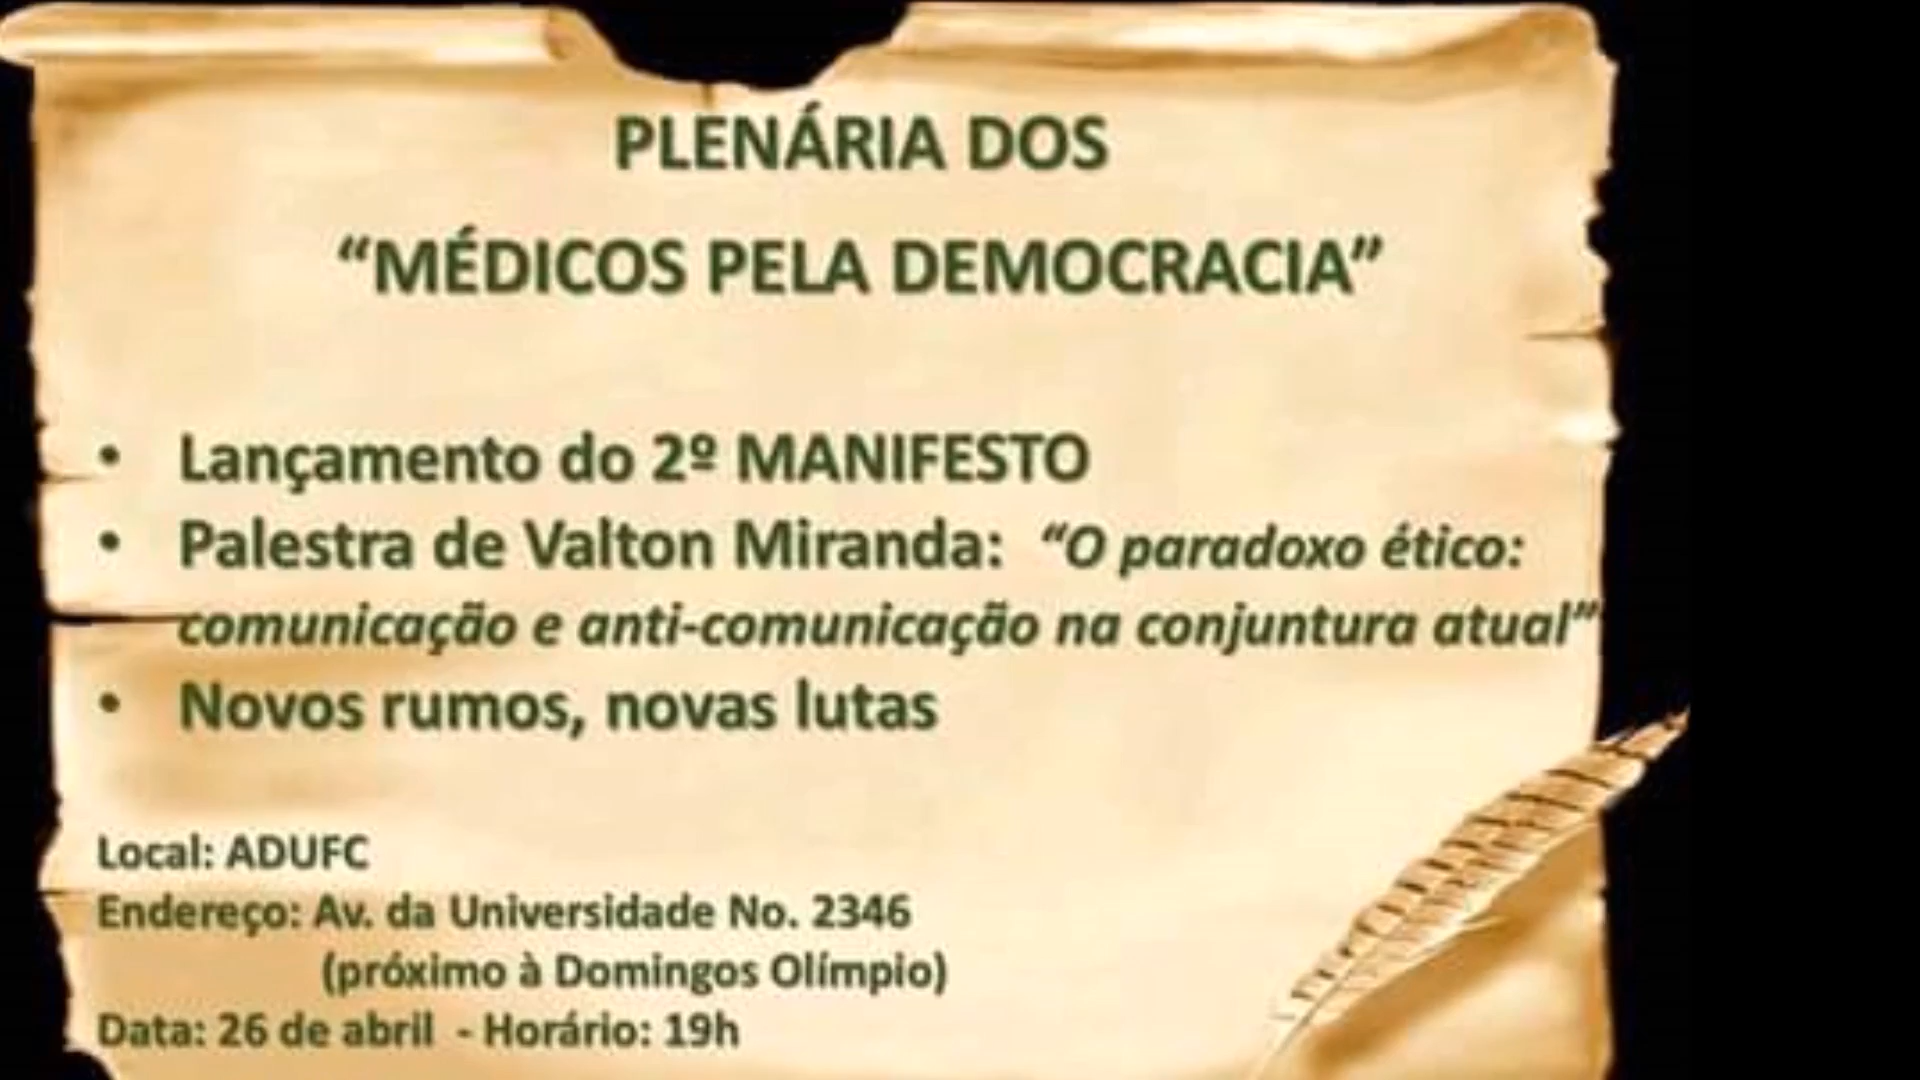 PLENÁRIA DOS
“MÉDICOS PELA DEMOCRACIA”
• Lançamento do 2º MANIFESTO
• Palestra de Valton Miranda: “O paradoxo ético:
comunicação e anti-comunicação na conjuntura atual”
• Novos rumos, novas lutas
Local: ADUFC
Endereço: Av. da Universidade No. 2346
(próximo à Domingos Olímpio)
Data: 26 de abril - Horário: 19h